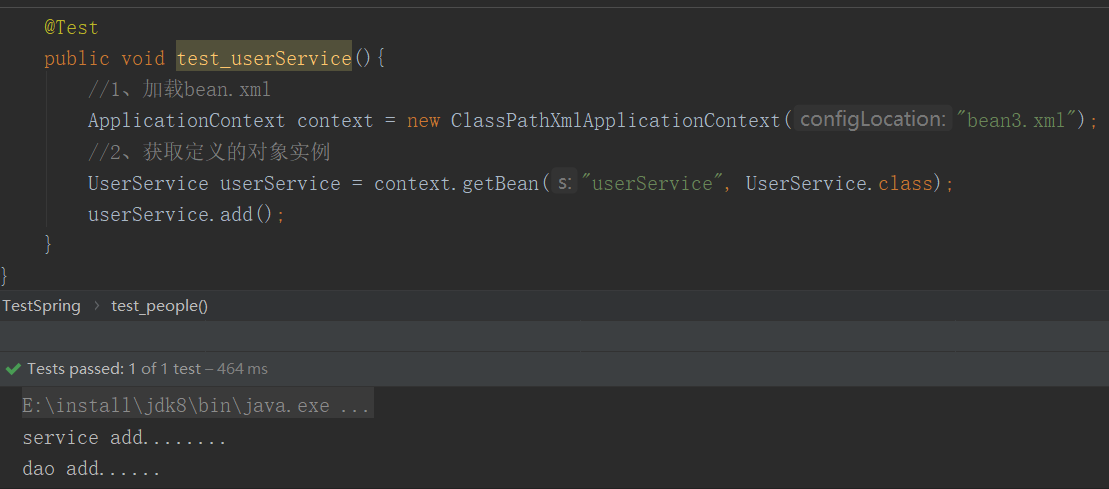 @Test
public void test_userService(){
//1、加载bean.xml
ApplicationContext context = new ClassPathXmlApplicationContext( configLocation: "bean3.xml");
//2、获取定义的对象实例
UserService userService = context.getBean( s: "userService", UserService.class);
userService.add();
}
}
TestSpring › test_people()
Tests passed: 1 of 1 test – 464 ms
E:\install\jdk8\bin\java.exe ...
service add........
dao add......